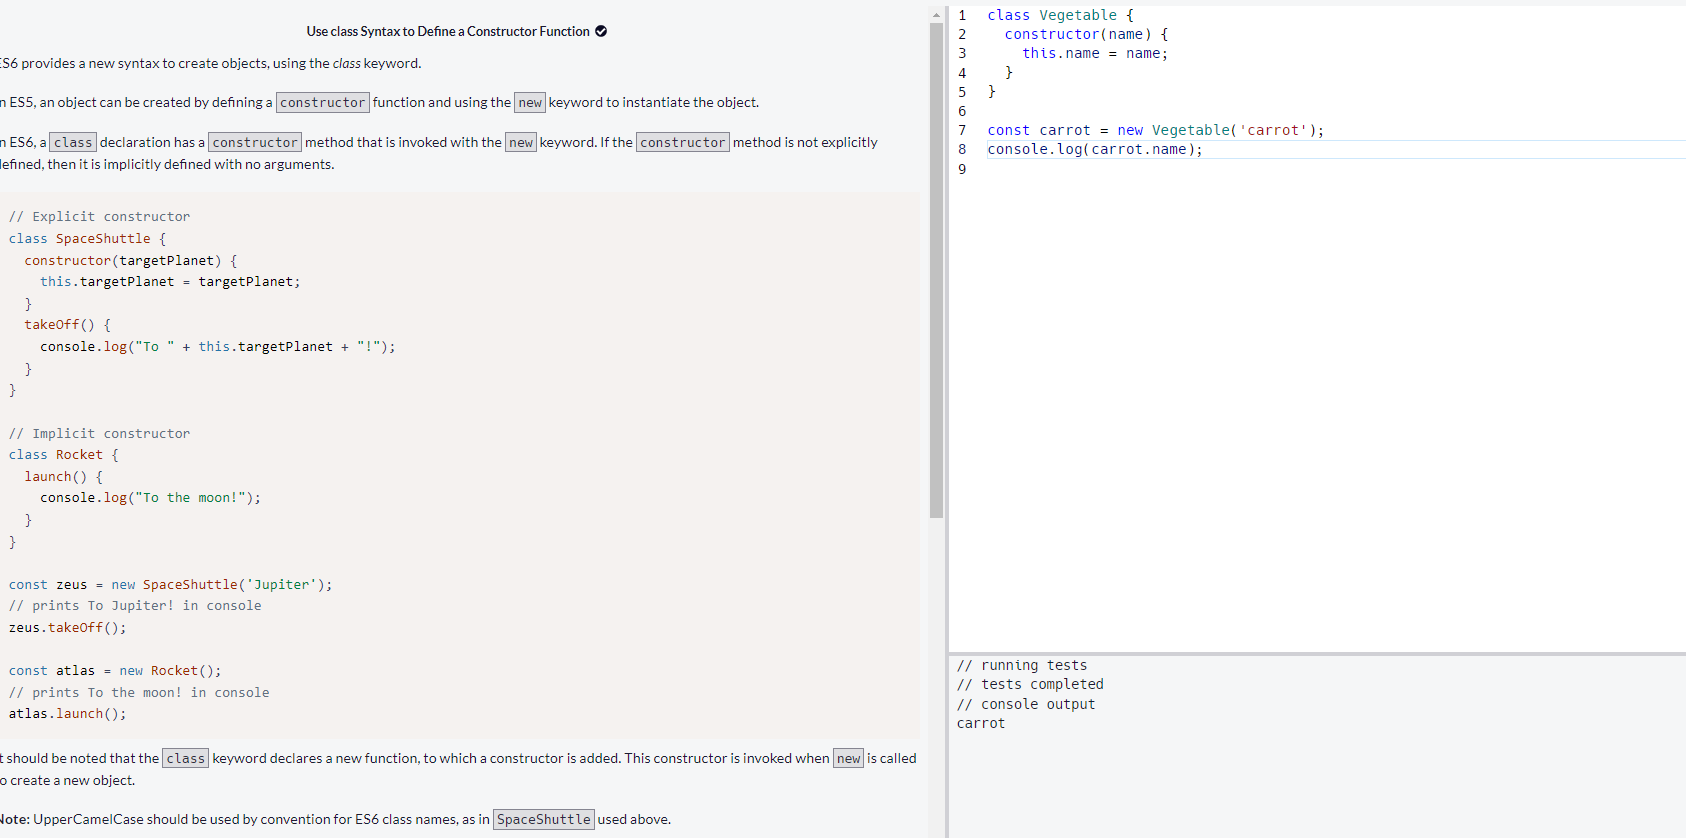 Use class Syntax to Define a Constructor Function
ES6 provides a new syntax to create objects, using the class keyword.
n ES5, an object can be created by defining a constructor function and using the new keyword to instantiate the object.
n ES6, a class declaration has a constructor method that is invoked with the new keyword. If the constructor method is not explicitly
defined, then it is implicitly defined with no arguments.
// Explicit constructor
class SpaceShuttle {
  constructor(targetPlanet) {
    this.targetPlanet = targetPlanet;
  }
  takeOff() {
    console.log("To " + this.targetPlanet + "!");
  }
}
// Implicit constructor
class Rocket {
  launch() {
    console.log("To the moon!");
  }
}
const zeus = new SpaceShuttle('Jupiter');
// prints To Jupiter! in console
zeus.takeOff();
const atlas = new Rocket();
// prints To the moon! in console
atlas.launch();
t should be noted that the class keyword declares a new function, to which a constructor is added. This constructor is invoked when new is called
to create a new object.
Note: UpperCamelCase should be used by convention for ES6 class names, as in SpaceShuttle used above.
1 class Vegetable {
2   constructor(name) {
3     this.name = name;
4   }
5 }
6
7 const carrot = new Vegetable('carrot');
8 console.log(carrot.name);
9
// running tests
// tests completed
// console output
carrot